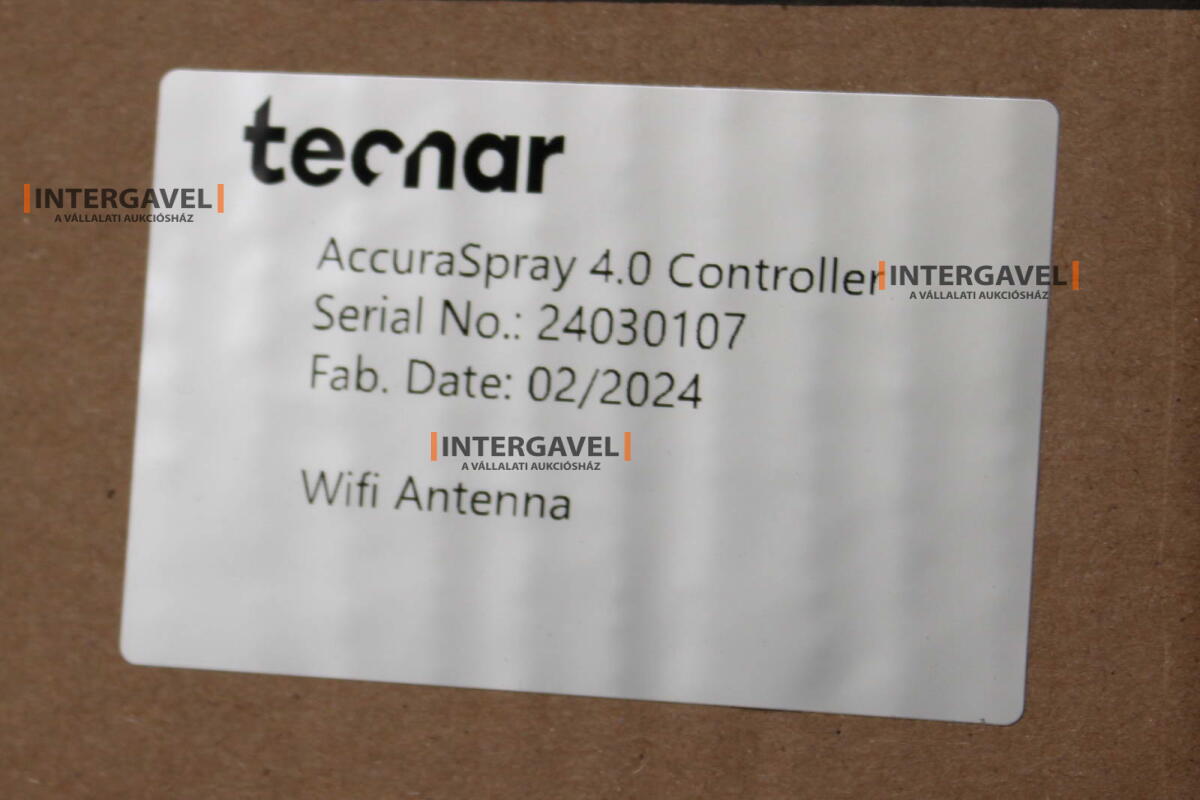 tecnar
INTERGAVEL
A VÁLLALATI AUKCIÓSHÁZ
AccuraSpray 4.0 Controller
INTERGAVEL
A VÁLLALATI AUKCIÓSHÁZ
Serial No.: 24030107
Fab. Date: 02/2024
INTERGAVEL
A VÁLLALATI AUKCIÓSHÁZ
Wifi Antenna